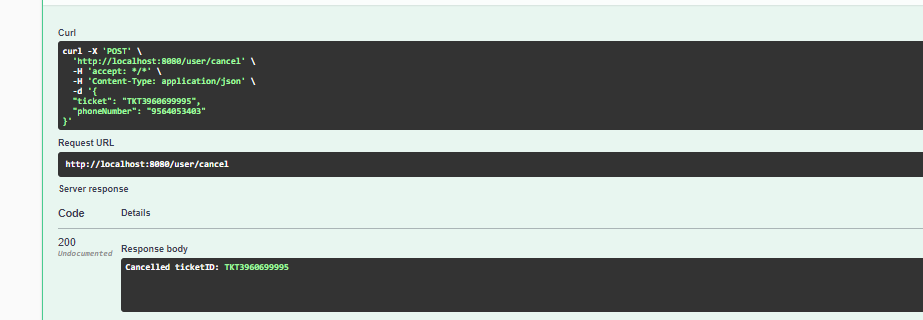 Curl
curl -X 'POST' \
'http://localhost:8080/user/cancel' \
-H 'accept: */*' \
-H 'Content-Type: application/json' \
-d '{
"ticket": "TKT3960699995",
"phoneNumber": "9564053403"
}'
Request URL
http://localhost:8080/user/cancel
Server response
Code Details
200
Undocumented
Response body
Cancelled ticketID: TKT3960699995